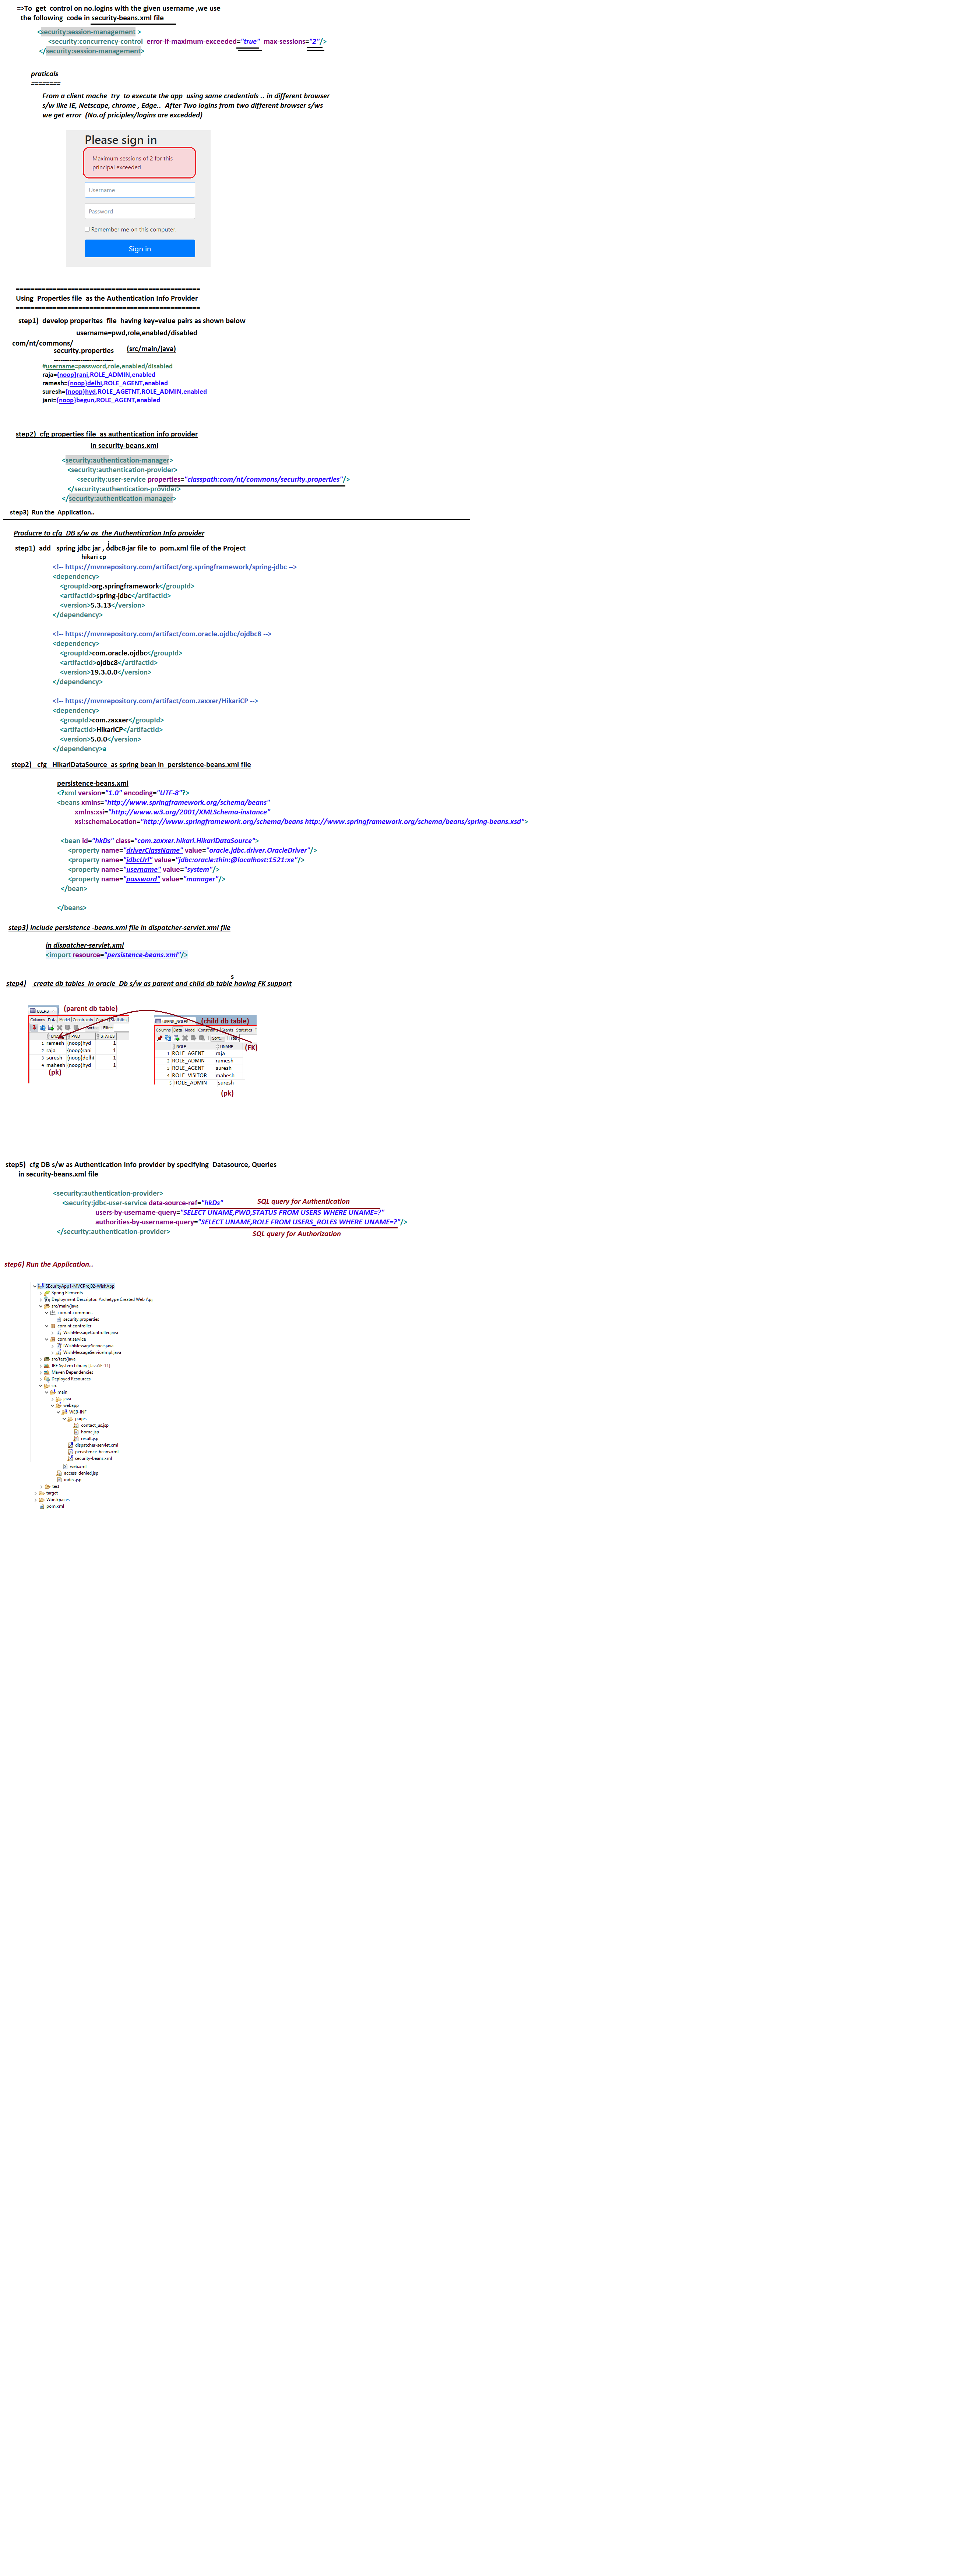 =>To  get  control on no.logins with the given username ,we use
the following  code in security-beans.xml file
<security:session-management >
<security:concurrency-control  error-if-maximum-exceeded="true"  max-sessions="2"/>
</security:session-management>
praticals
========
From a client mache  try  to execute the app  using same credentials .. in different browser
s/w like IE, Netscape, chrome , Edge..  After Two logins from two different browser s/ws
we get error  (No.of priciples/logins are excedded)
Please sign in
Maximum sessions of 2 for this
principal exceeded
Username
Password
Remember me on this computer.
Sign in
==================================================
Using  Properties file  as the Authentication Info Provider
==================================================
step1)  develop properites  file  having key=value pairs as shown below
username=pwd,role,enabled/disabled
com/nt/commons/
security.properties  (src/main/java)
--------------------------
#username=password,role,enable/disabled
raja={noop}rani,ROLE_ADMIN,enabled
ramesh={noop}delhi,ROLE_AGENT,enabled
suresh={noop}hyd,ROLE_AGETNT,ROLE_ADMIN,enabled
jani={noop}begun,ROLE_AGENT,enabled
step2)  cfg properties file  as authentication info provider
in security-beans.xml
<security:authentication-manager>
<security:authentication-provider>
<security:user-service properties="classpath:com/nt/commons/security.properties"/>
</security:authentication-provider>
</security:authentication-manager>
step3)  Run the  Application..
Producre to cfg  DB s/w as  the Authentication Info provider
j
step1)  add   spring jdbc jar , odbc8-jar file to  pom.xml file of the Project
hikari cp
<!-- https://mvnrepository.com/artifact/org.springframework/spring-jdbc -->
<dependency>
<groupId>org.springframework</groupId>
<artifactId>spring-jdbc</artifactId>
<version>5.3.13</version>
</dependency>
<!-- https://mvnrepository.com/artifact/com.oracle.ojdbc/ojdbc8 -->
<dependency>
<groupId>com.oracle.ojdbc</groupId>
<artifactId>ojdbc8</artifactId>
<version>19.3.0.0</version>
</dependency>
<!-- https://mvnrepository.com/artifact/com.zaxxer/HikariCP -->
<dependency>
<groupId>com.zaxxer</groupId>
<artifactId>HikariCP</artifactId>
<version>5.0.0</version>
</dependency>a
step2)   cfg   HikariDataSource  as spring bean in  persistence-beans.xml file
persistence-beans.xml
<?xml version="1.0" encoding="UTF-8"?>
<beans xmlns="http://www.springframework.org/schema/beans"
xmlns:xsi="http://www.w3.org/2001/XMLSchema-instance"
xsi:schemaLocation="http://www.springframework.org/schema/beans http://www.springframework.org/schema/beans/spring-beans.xsd">
<bean id="hkDs" class="com.zaxxer.hikari.HikariDataSource">
<property name="driverClassName" value="oracle.jdbc.driver.OracleDriver"/>
<property name="jdbcUrl" value="jdbc:oracle:thin:@localhost:1521:xe"/>
<property name="username" value="system"/>
<property name="password" value="manager"/>
</bean>
</beans>
step3) include persistence -beans.xml file in dispatcher-servlet.xml file
in dispatcher-servlet.xml
<import resource="persistence-beans.xml"/>
s
step4)    create db tables  in oracle  Db s/w as parent and child db table having FK support
USERS  (parent db table)
Columns Data Model Constraints Grants Statistics
Sort.. Filter:
UNAME PWD STATUS
1 ramesh {noop}hyd 1
2 raja {noop}rani 1
3 suresh {noop}delhi 1
4 mahesh {noop}hyd 1
(pk)
USERS_ROLES  (child db table)
Columns Data Model Constraints Grants Statistics
Sort.. Filter:
ROLE UNAME (FK)
1 ROLE_AGENT raja
2 ROLE_ADMIN ramesh
3 ROLE_AGENT suresh
4 ROLE_VISITOR mahesh
5 ROLE_ADMIN suresh
(pk)
step5)  cfg DB s/w as Authentication Info provider by specifying  Datasource, Queries
in security-beans.xml file
<security:authentication-provider>
<security:jdbc-user-service data-source-ref="hkDs"  SQL query for Authentication
users-by-username-query="SELECT UNAME,PWD,STATUS FROM USERS WHERE UNAME=?"
authorities-by-username-query="SELECT UNAME,ROLE FROM USERS_ROLES WHERE UNAME=?"/>
</security:authentication-provider>  SQL query for Authorization
step6) Run the Application..
SEcurityApp1-MVCProj02-WishApp
Spring Elements
Deployment Descriptor: Archetype Created Web App
src/main/java
com.nt.commons
security.properties
com.nt.controller
WishMessageController.java
com.nt.service
IWishMessageService.java
WishMessageServiceImpl.java
src/test/java
JRE System Library [JavaSE-11]
Maven Dependencies
Deployed Resources
src
main
java
webapp
WEB-INF
pages
contact_us.jsp
home.jsp
result.jsp
dispatcher-servlet.xml
persistence-beans.xml
security-beans.xml
web.xml
access_denied.jsp
index.jsp
test
target
Workspaces
pom.xml